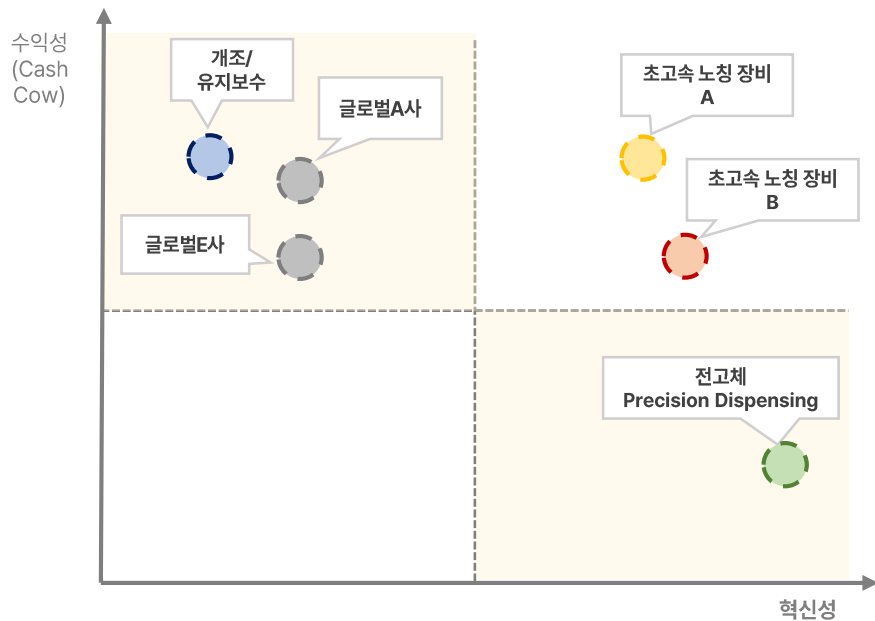 수익성
(Cash
Cow)
개조/
유지보수
글로벌A사
글로벌E사
초고속 노칭 장비
A
초고속 노칭 장비
B
전고체
Precision Dispensing
혁신성